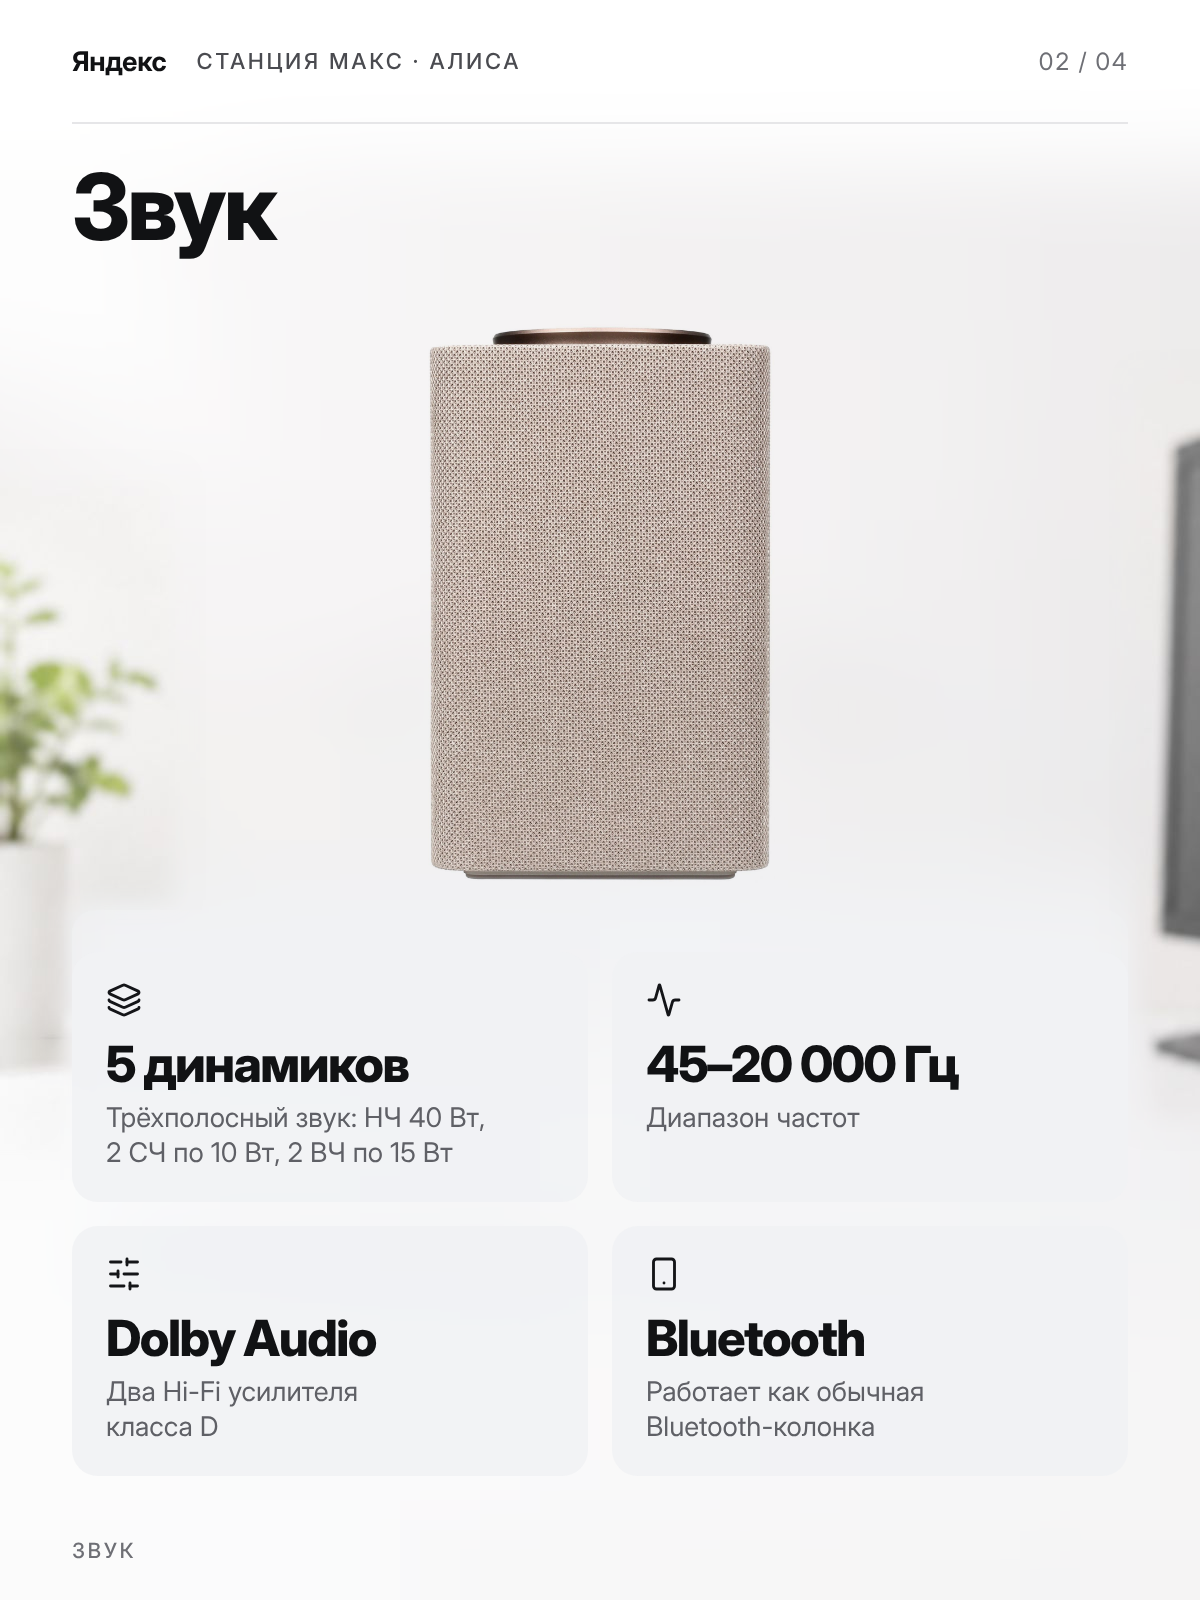 Яндекс СТАНЦИЯ МАКС · АЛИСА 02 / 04
Звук
5 динамиков
Трёхполосный звук: НЧ 40 Вт,
2 СЧ по 10 Вт, 2 ВЧ по 15 Вт
45–20 000 Гц
Диапазон частот
Dolby Audio
Два Hi-Fi усилителя
класса D
Bluetooth
Работает как обычная
Bluetooth-колонка
ЗВУК